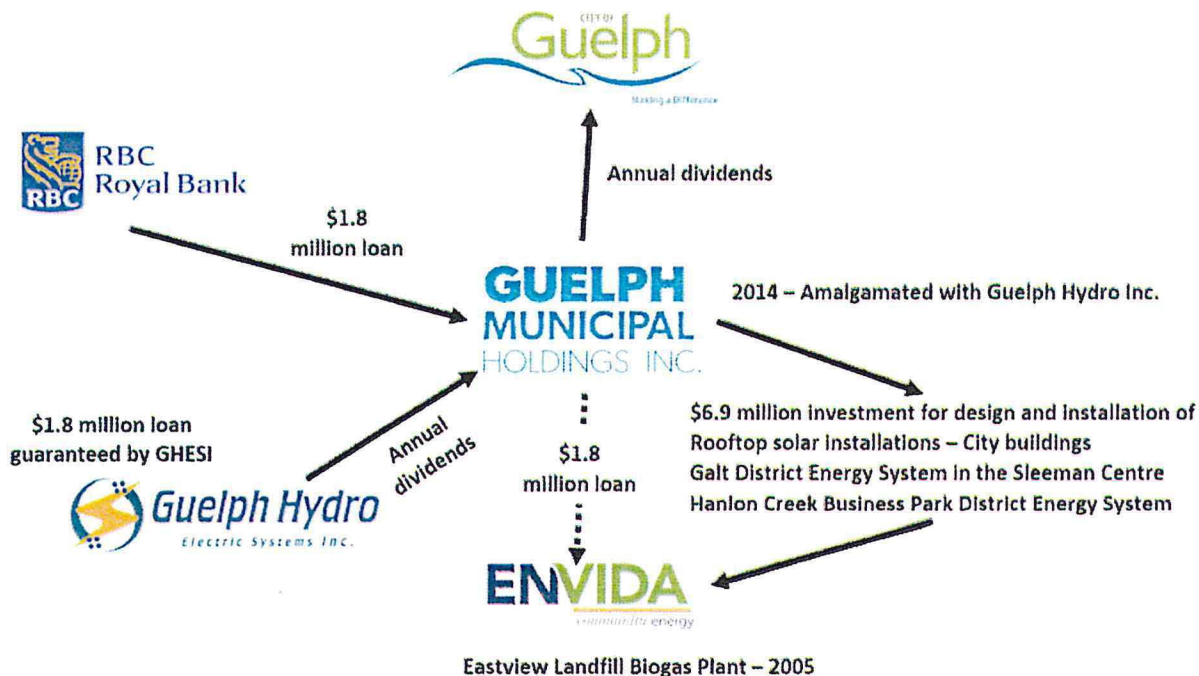 CITY OF
Guelph
Making a Difference
RBC
RBC
Royal Bank
Annual dividends
$1.8
million loan
GUELPH
MUNICIPAL
HOLDINGS INC.
2014 – Amalgamated with Guelph Hydro Inc.
$1.8 million loan
guaranteed by GHESI
Annual
dividends
$1.8
million loan
$6.9 million investment for design and installation of
Rooftop solar installations – City buildings
Galt District Energy System in the Sleeman Centre
Hanlon Creek Business Park District Energy System
Guelph Hydro
Electric Systems Inc.
ENVIDA
community energy
Eastview Landfill Biogas Plant – 2005